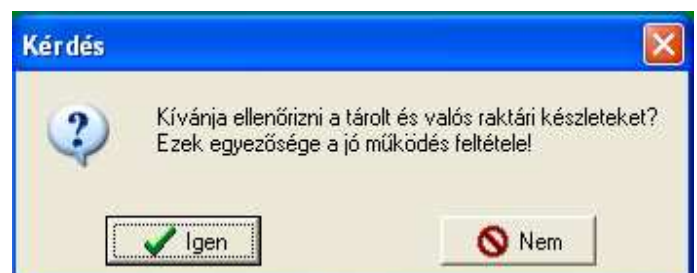 Kérdés
Kívánja ellenőrizni a tárolt és valós raktári készleteket?
Ezek egyezősége a jó működés feltétele!
Igen
Nem